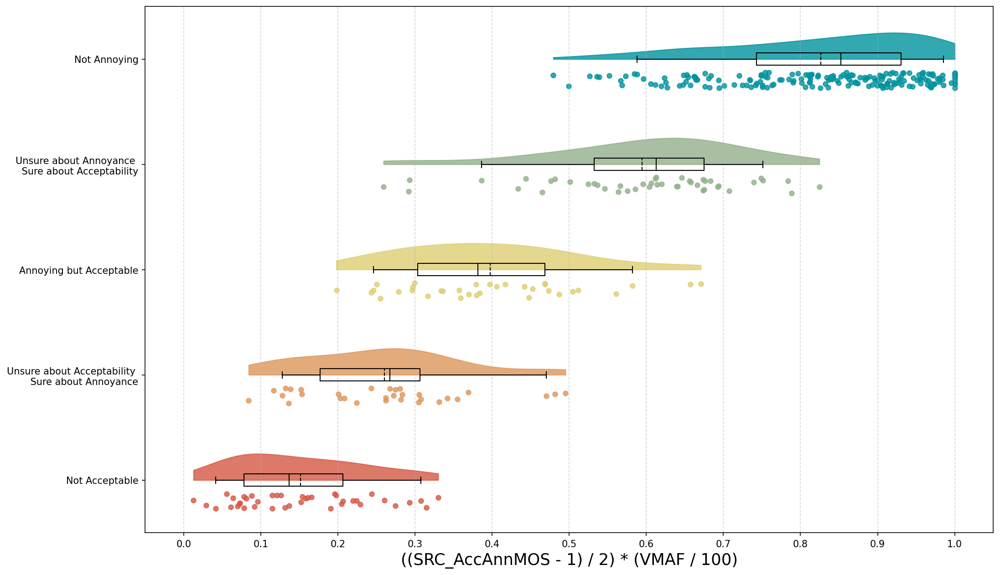 Not Annoying
Unsure about Annoyance
Sure about Acceptability
Annoying but Acceptable
Unsure about Acceptability
Sure about Annoyance
Not Acceptable
0.0 0.1 0.2 0.3 0.4 0.5 0.6 0.7 0.8 0.9 1.0
((SRC_AccAnnMOS - 1) / 2) * (VMAF / 100)